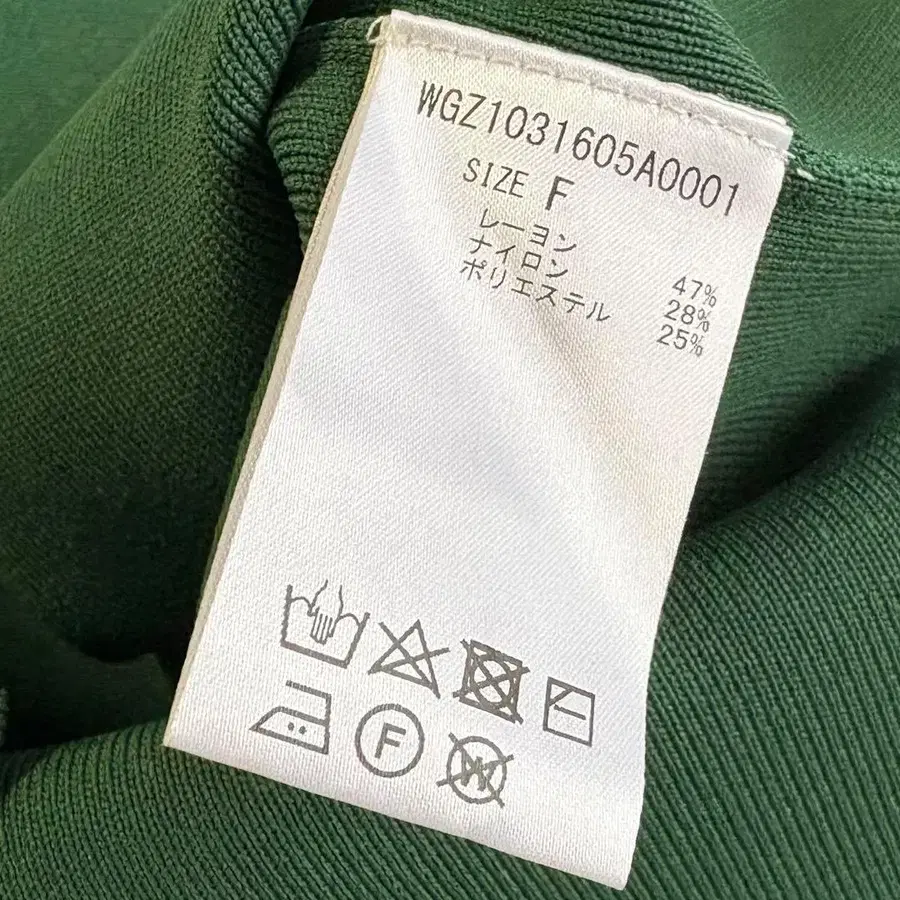 WGZ1031605A0001
SIZE F
レーヨン 47%
ナイロン 28%
ポリエステル 25%
F
W